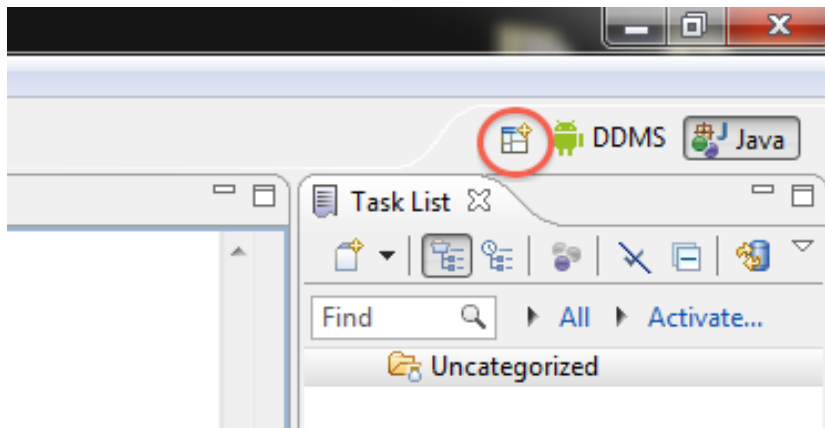 DDMS Java
Task List
Find All Activate...
Uncategorized